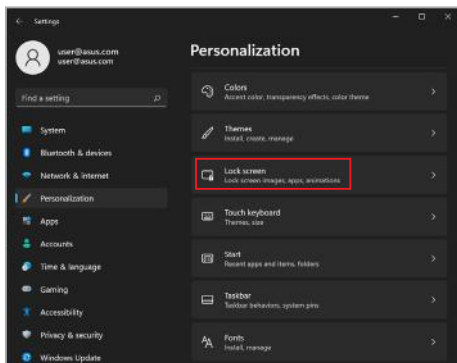 Settings
user@asus.com
user@asus.com
Find a setting
System
Bluetooth & devices
Network & internet
Personalization
Apps
Accounts
Time & language
Gaming
Accessibility
Privacy & security
Windows Update
Personalization
Colors
Accent color, transparency effects, color theme
Themes
Install, create, manage
Lock screen
Lock screen images, apps, animations
Touch keyboard
Themes, size
Start
Recent apps and items, folders
Taskbar
Taskbar behaviors, system pins
Fonts
Install, manage